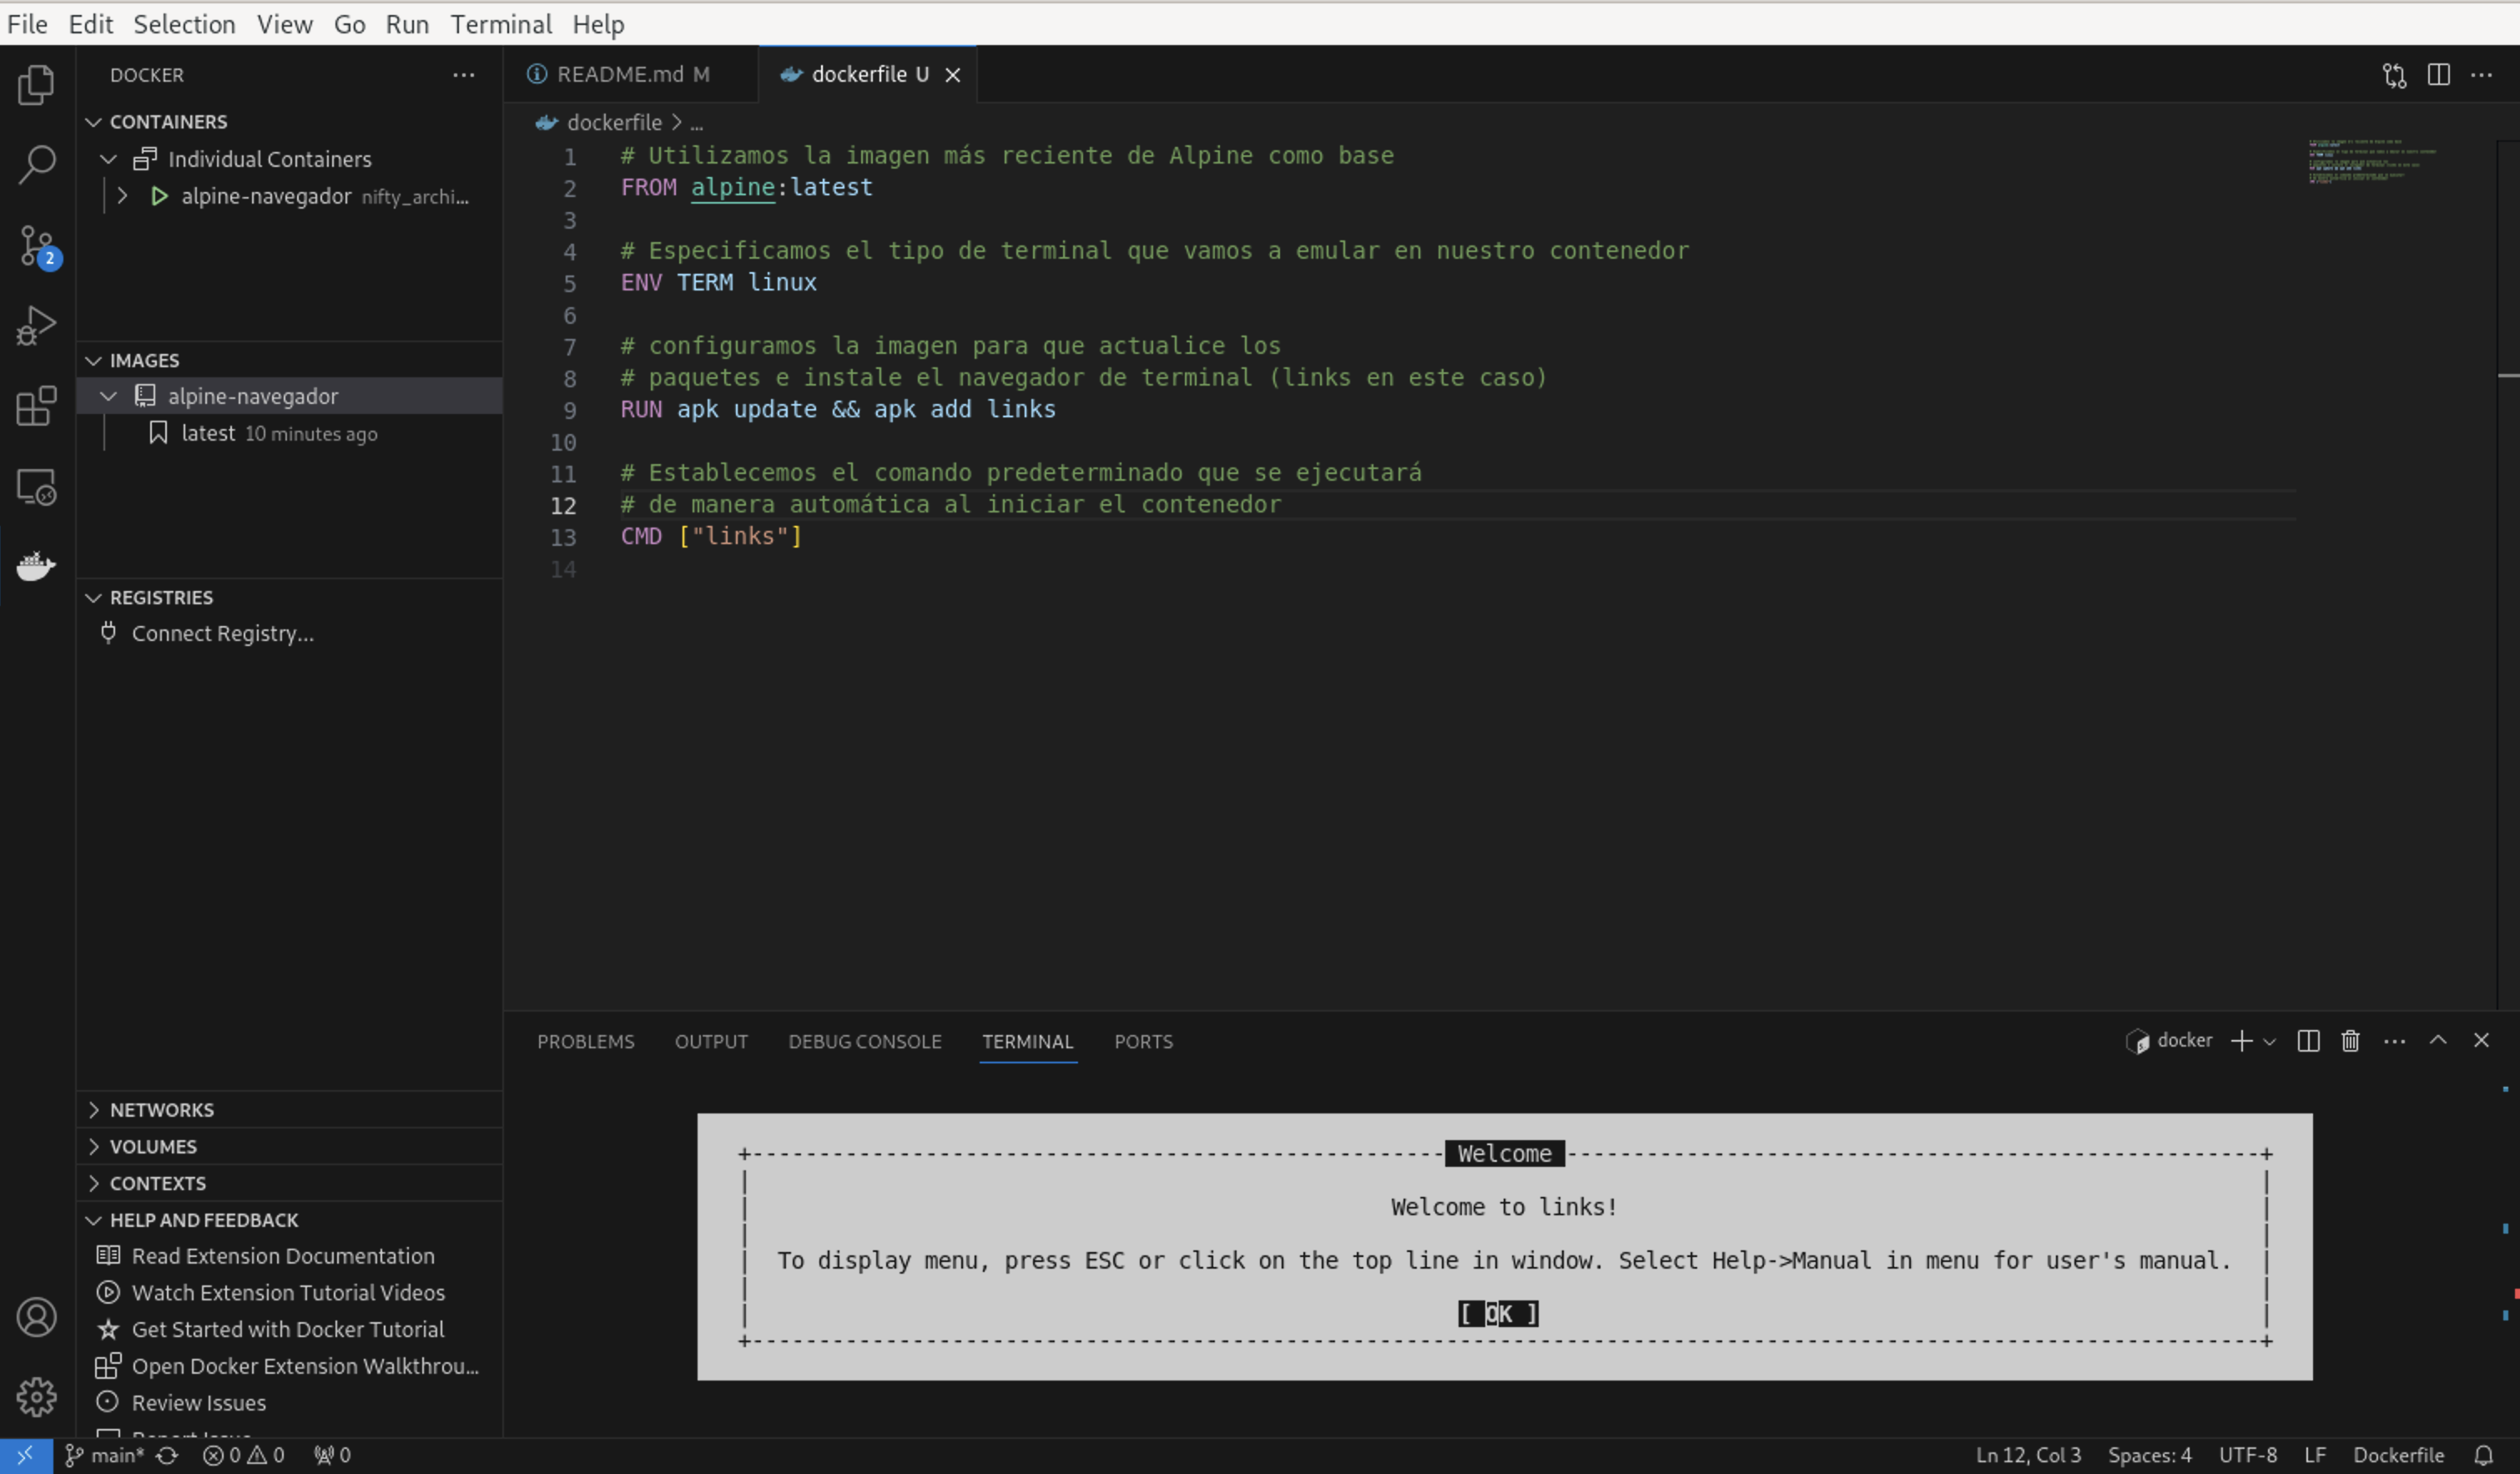 File Edit Selection View Go Run Terminal Help
DOCKER
CONTAINERS
Individual Containers
alpine-navegador nifty_archi...
IMAGES
alpine-navegador
latest 10 minutes ago
REGISTRIES
Connect Registry...
NETWORKS
VOLUMES
CONTEXTS
HELP AND FEEDBACK
Read Extension Documentation
Watch Extension Tutorial Videos
Get Started with Docker Tutorial
Open Docker Extension Walkthrou...
Review Issues
2
README.md M
dockerfile U
dockerfile > ...
1 # Utilizamos la imagen más reciente de Alpine como base
2 FROM alpine:latest
3
4 # Especificamos el tipo de terminal que vamos a emular en nuestro contenedor
5 ENV TERM linux
6
7 # configuramos la imagen para que actualice los
8 # paquetes e instale el navegador de terminal (links en este caso)
9 RUN apk update && apk add links
10
11 # Establecemos el comando predeterminado que se ejecutará
12 # de manera automática al iniciar el contenedor
13 CMD ["links"]
14
PROBLEMS OUTPUT DEBUG CONSOLE TERMINAL PORTS
docker
Welcome
Welcome to links!
To display menu, press ESC or click on the top line in window. Select Help->Manual in menu for user's manual.
[ OK ]
main* 0 0 0
Ln 12, Col 3 Spaces: 4 UTF-8 LF Dockerfile